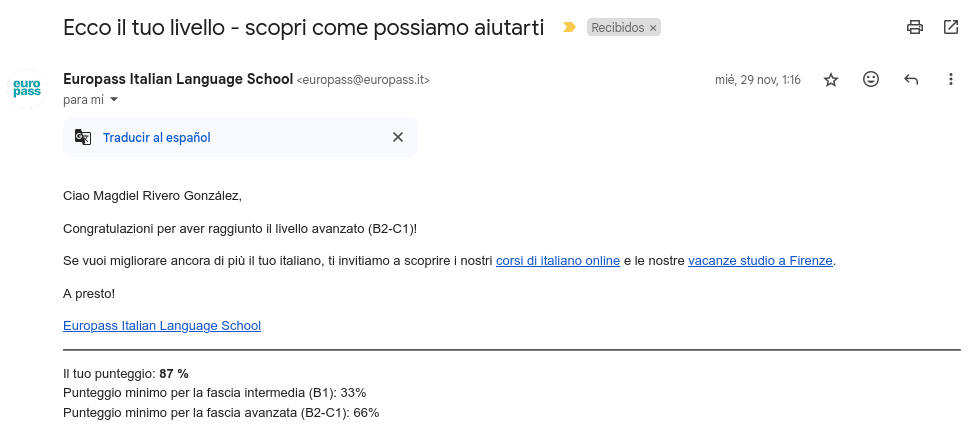 Ecco il tuo livello - scopri come possiamo aiutarti Recibidos ×
euro
pass
Europass Italian Language School <europass@europass.it> mié, 29 nov, 1:16
para mí
Traducir al español
Ciao Magdiel Rivero González,
Congratulazioni per aver raggiunto il livello avanzato (B2-C1)!
Se vuoi migliorare ancora di più il tuo italiano, ti invitiamo a scoprire i nostri corsi di italiano online e le nostre vacanze studio a Firenze.
A presto!
Europass Italian Language School
Il tuo punteggio: 87 %
Punteggio minimo per la fascia intermedia (B1): 33%
Punteggio minimo per la fascia avanzata (B2-C1): 66%